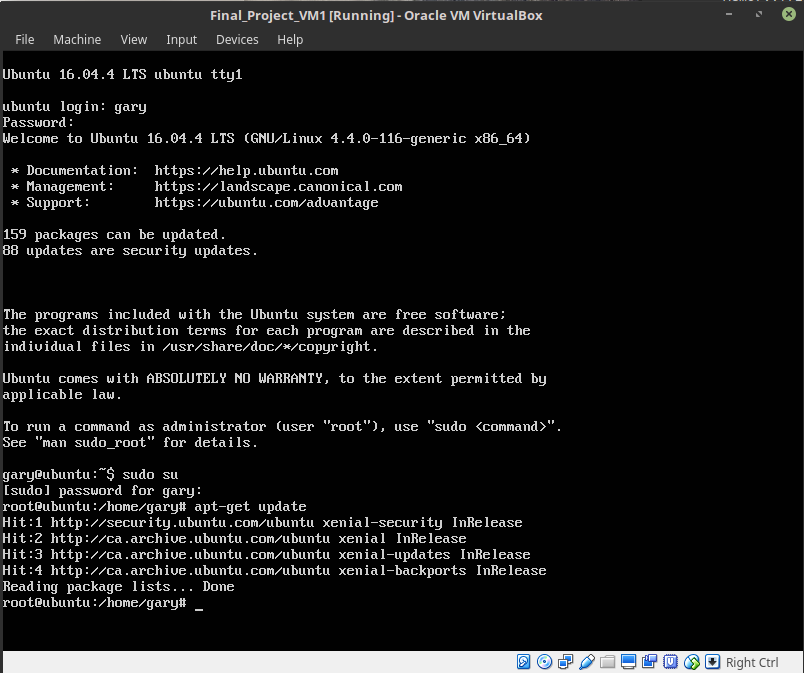 Final_Project_VM1 [Running] - Oracle VM VirtualBox
File Machine View Input Devices Help
Ubuntu 16.04.4 LTS ubuntu tty1
ubuntu login: gary
Password:
Welcome to Ubuntu 16.04.4 LTS (GNU/Linux 4.4.0-116-generic x86_64)
* Documentation:  https://help.ubuntu.com
* Management:     https://landscape.canonical.com
* Support:        https://ubuntu.com/advantage
159 packages can be updated.
88 updates are security updates.
The programs included with the Ubuntu system are free software;
the exact distribution terms for each program are described in the
individual files in /usr/share/doc/*/copyright.
Ubuntu comes with ABSOLUTELY NO WARRANTY, to the extent permitted by
applicable law.
To run a command as administrator (user "root"), use "sudo <command>".
See "man sudo_root" for details.
gary@ubuntu:~$ sudo su
[sudo] password for gary:
root@ubuntu:/home/gary# apt-get update
Hit:1 http://security.ubuntu.com/ubuntu xenial-security InRelease
Hit:2 http://ca.archive.ubuntu.com/ubuntu xenial InRelease
Hit:3 http://ca.archive.ubuntu.com/ubuntu xenial-updates InRelease
Hit:4 http://ca.archive.ubuntu.com/ubuntu xenial-backports InRelease
Reading package lists... Done
root@ubuntu:/home/gary# _
Right Ctrl